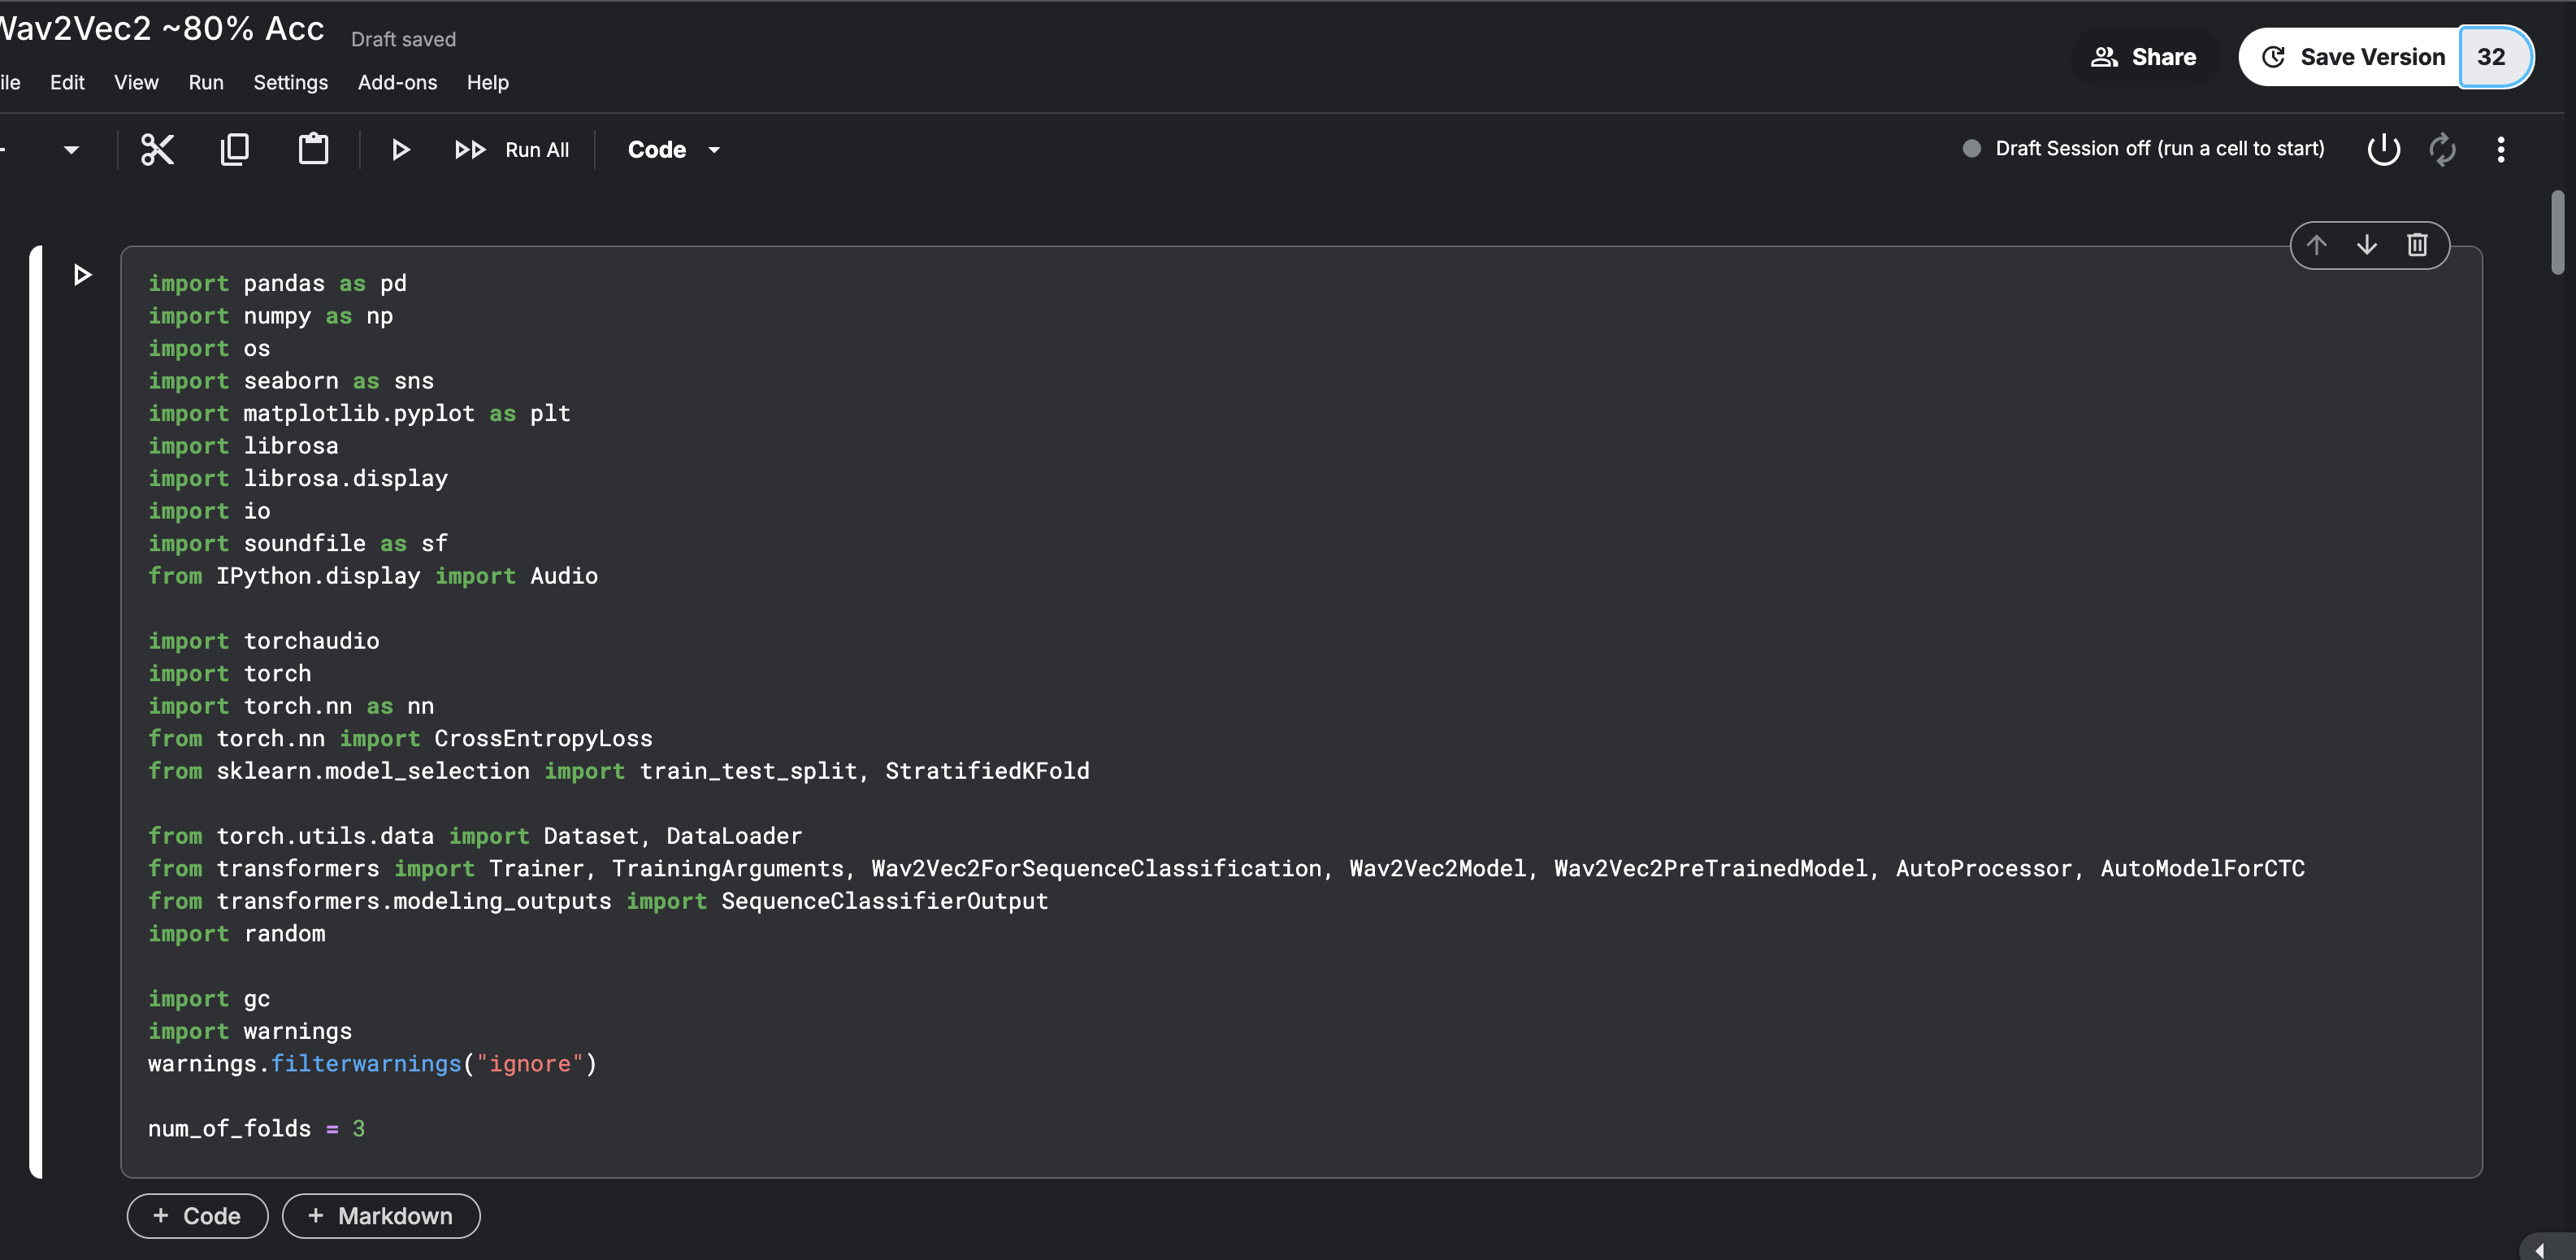 Wav2Vec2 ~80% Acc Draft saved
Share Save Version 32
ile Edit View Run Settings Add-ons Help
Run All Code Draft Session off (run a cell to start)
import pandas as pd
import numpy as np
import os
import seaborn as sns
import matplotlib.pyplot as plt
import librosa
import librosa.display
import io
import soundfile as sf
from IPython.display import Audio
import torchaudio
import torch
import torch.nn as nn
from torch.nn import CrossEntropyLoss
from sklearn.model_selection import train_test_split, StratifiedKFold
from torch.utils.data import Dataset, DataLoader
from transformers import Trainer, TrainingArguments, Wav2Vec2ForSequenceClassification, Wav2Vec2Model, Wav2Vec2PreTrainedModel, AutoProcessor, AutoModelForCTC
from transformers.modeling_outputs import SequenceClassifierOutput
import random
import gc
import warnings
warnings.filterwarnings("ignore")
num_of_folds = 3
+ Code + Markdown